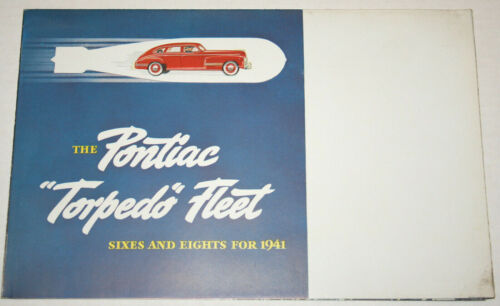 THE Pontiac
"Torpedo" Fleet
SIXES AND EIGHTS FOR 1941